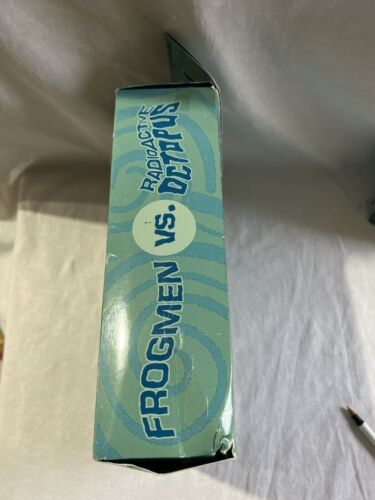 FROGMEN VS. RADIOACTIVE
OCTOPUS